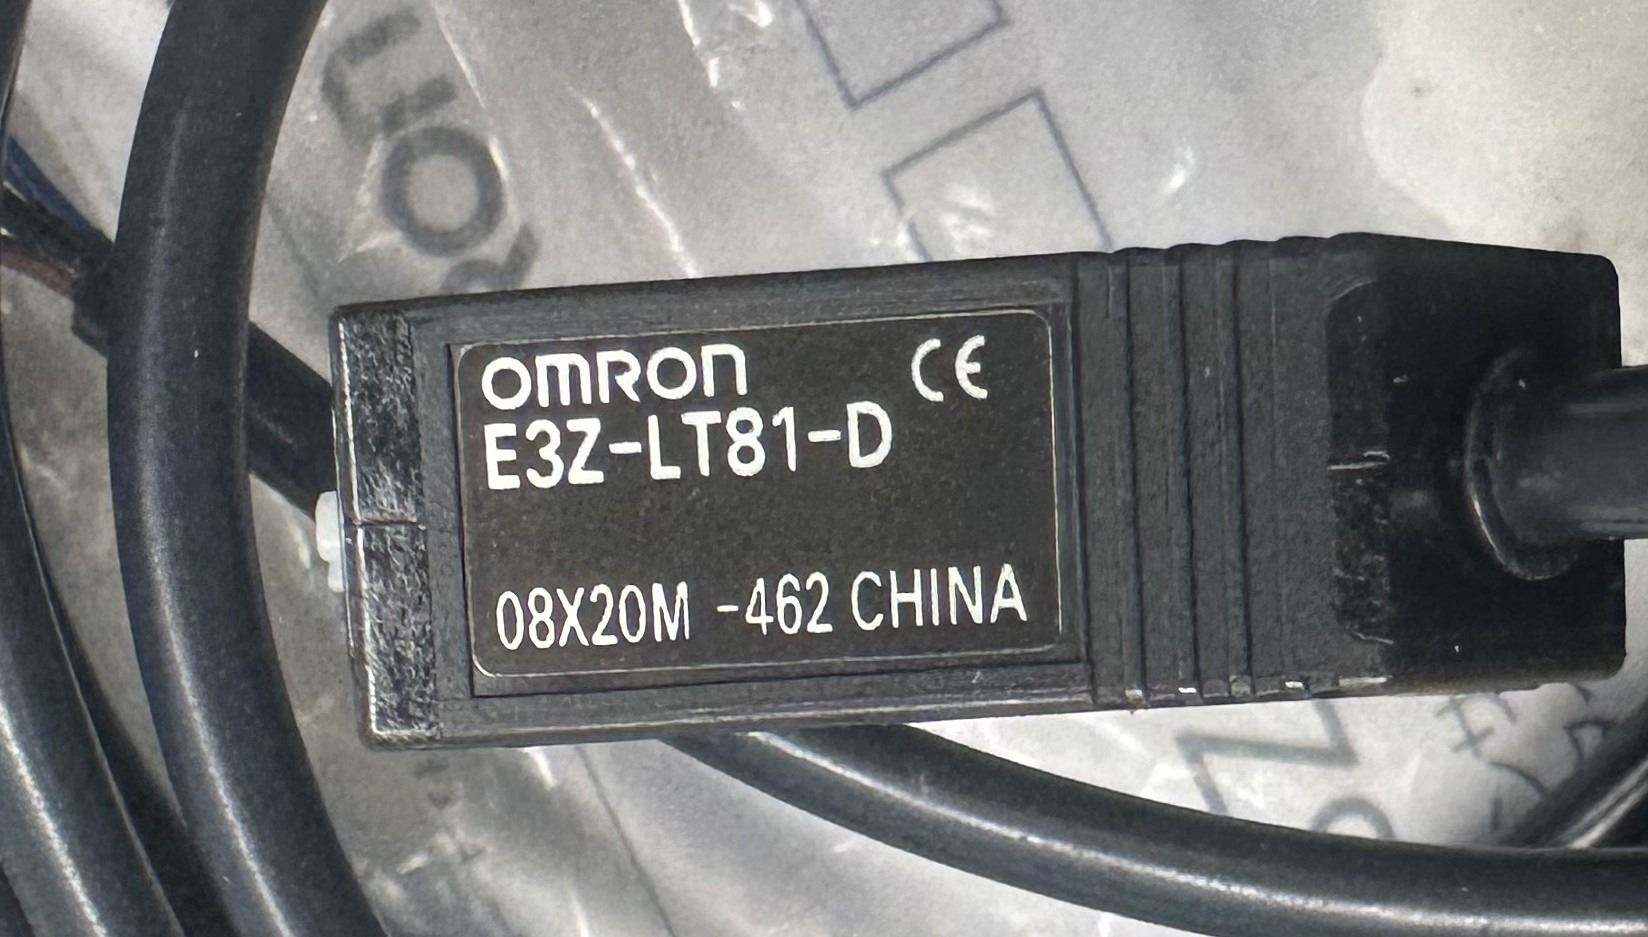 OMRON CE
E3Z-LT81-D
08X20M -462 CHINA